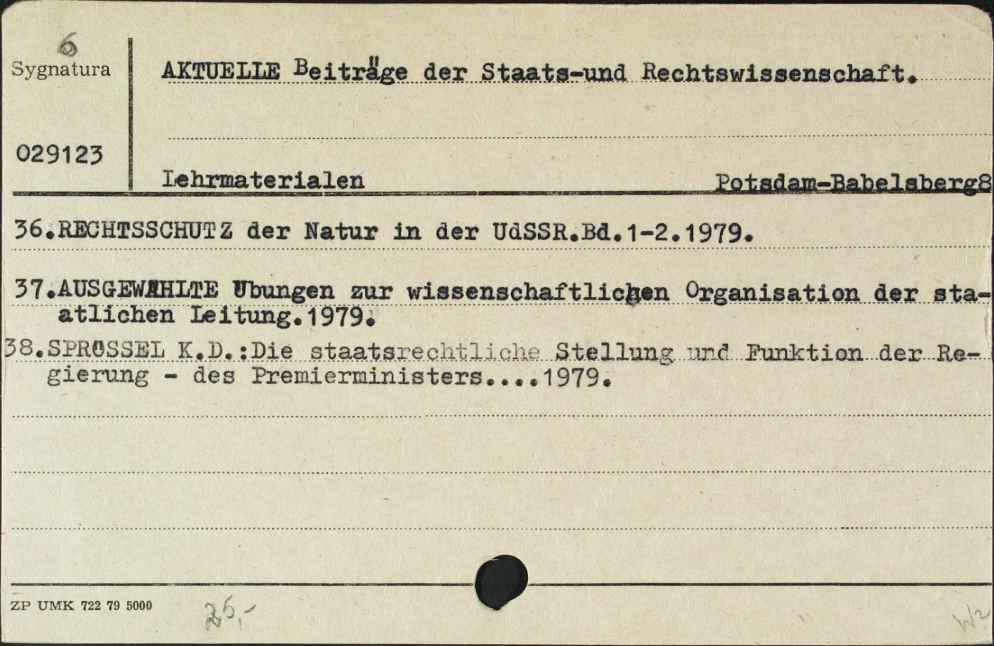 6
Sygnatura
AKTUELLE Beiträge der Staats-und Rechtswissenschaft.
029123
Lehrmaterialen Potsdam-Babelsberg8
36.RECHTSSCHUTZ der Natur in der UdSSR.Bd.1-2.1979.
37.AUSGEWÄHLTE Ubungen zur wissenschaftlichen Organisation der sta-
atlichen Leitung.1979.
38.SPRÖSSEL K.D.:Die staatsrechtliche Stellung und Funktion der Re-
gierung - des Premierministers....1979.
ZP UMK 722 79 5000